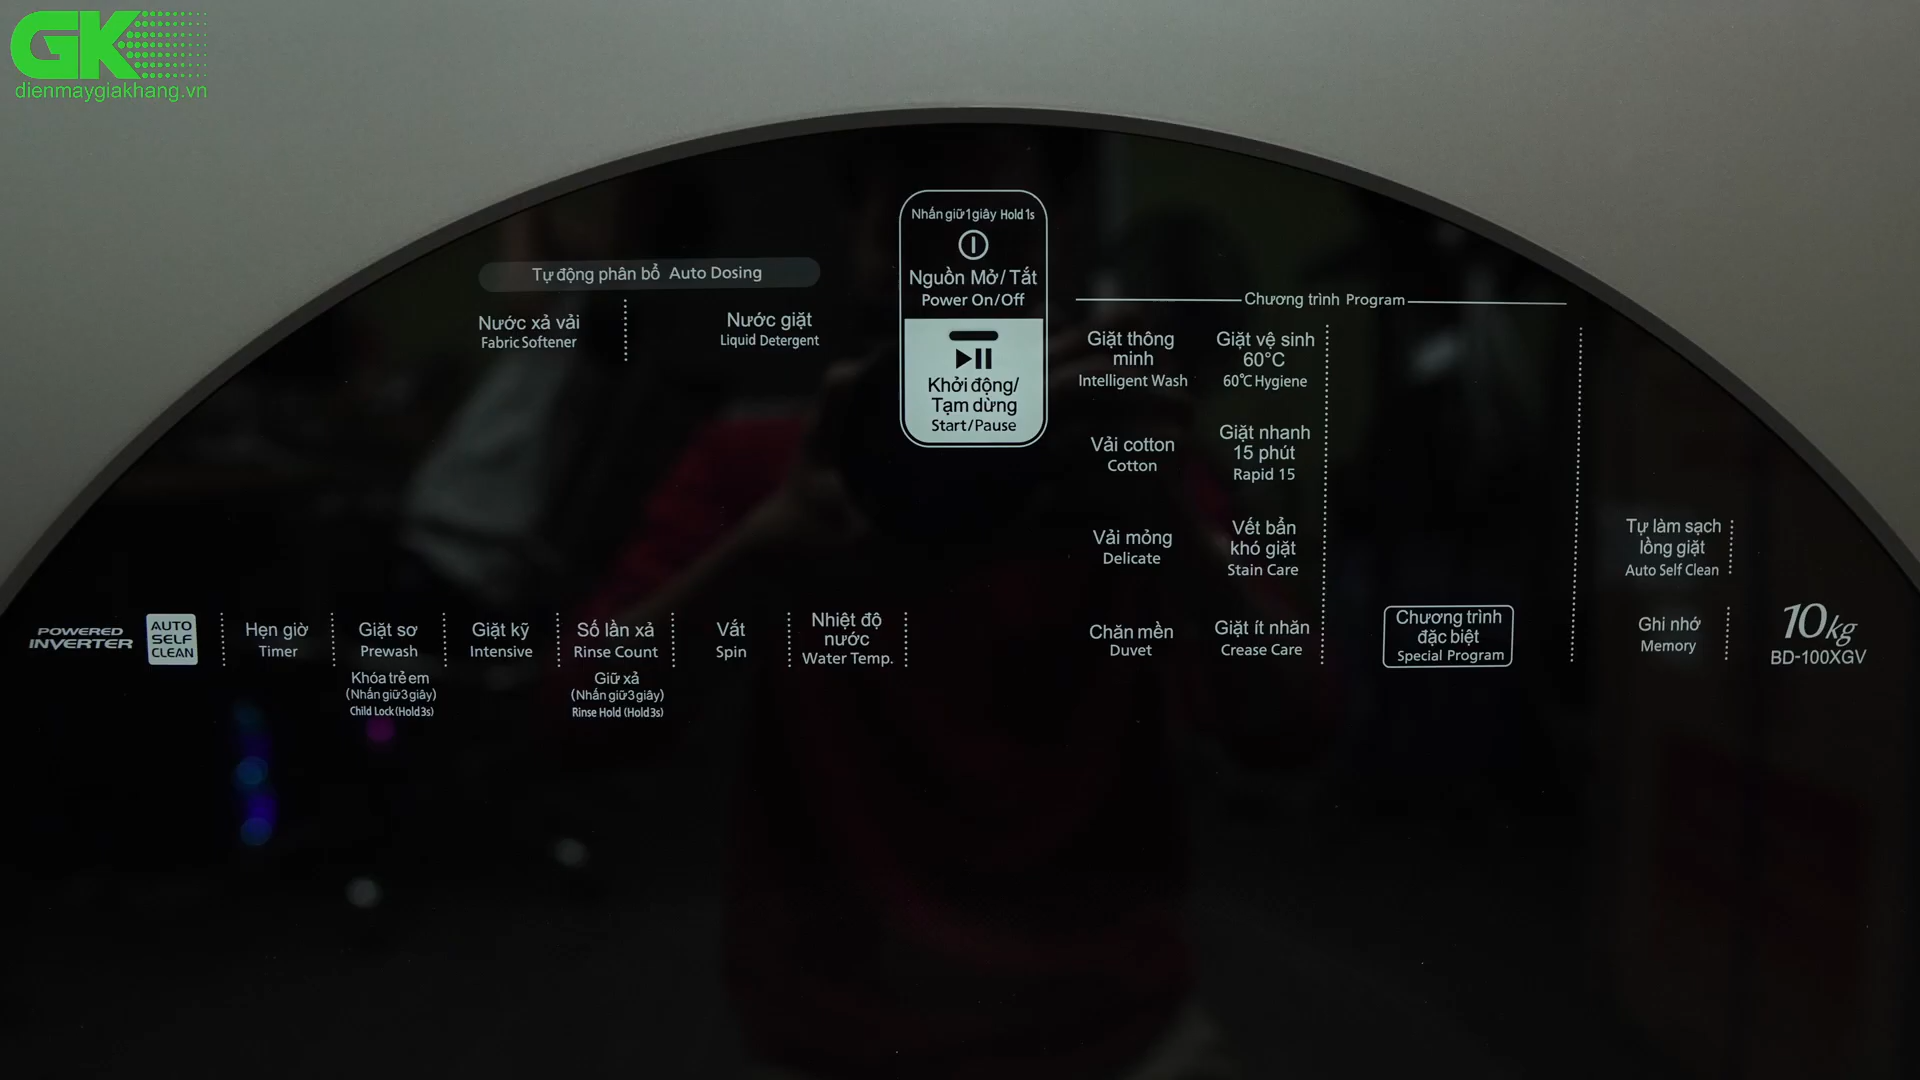 GK
dienmaygiakhang.vn
Nhấn giữ 1 giây Hold 1s
Nguồn Mở/Tắt
Power On/Off
Khởi động/
Tạm dừng
Start/Pause
Tự động phân bổ Auto Dosing
Nước xả vải
Fabric Softener
Nước giặt
Liquid Detergent
Chương trình Program
Giặt thông
minh
Intelligent Wash
Giặt vệ sinh
60°C
60℃ Hygiene
Vải cotton
Cotton
Giặt nhanh
15 phút
Rapid 15
Vải mỏng
Delicate
Vết bẩn
khó giặt
Stain Care
Chăn mền
Duvet
Giặt ít nhăn
Crease Care
Chương trình
đặc biệt
Special Program
Tự làm sạch
lồng giặt
Auto Self Clean
Ghi nhớ
Memory
10kg
BD-100XGV
POWERED
INVERTER
AUTO
SELF
CLEAN
Hẹn giờ
Timer
Giặt sơ
Prewash
Khóa trẻ em
(Nhấn giữ 3 giây)
Child Lock (Hold 3s)
Giặt kỹ
Intensive
Số lần xả
Rinse Count
Giữ xả
(Nhấn giữ 3 giây)
Rinse Hold (Hold 3s)
Vắt
Spin
Nhiệt độ
nước
Water Temp.